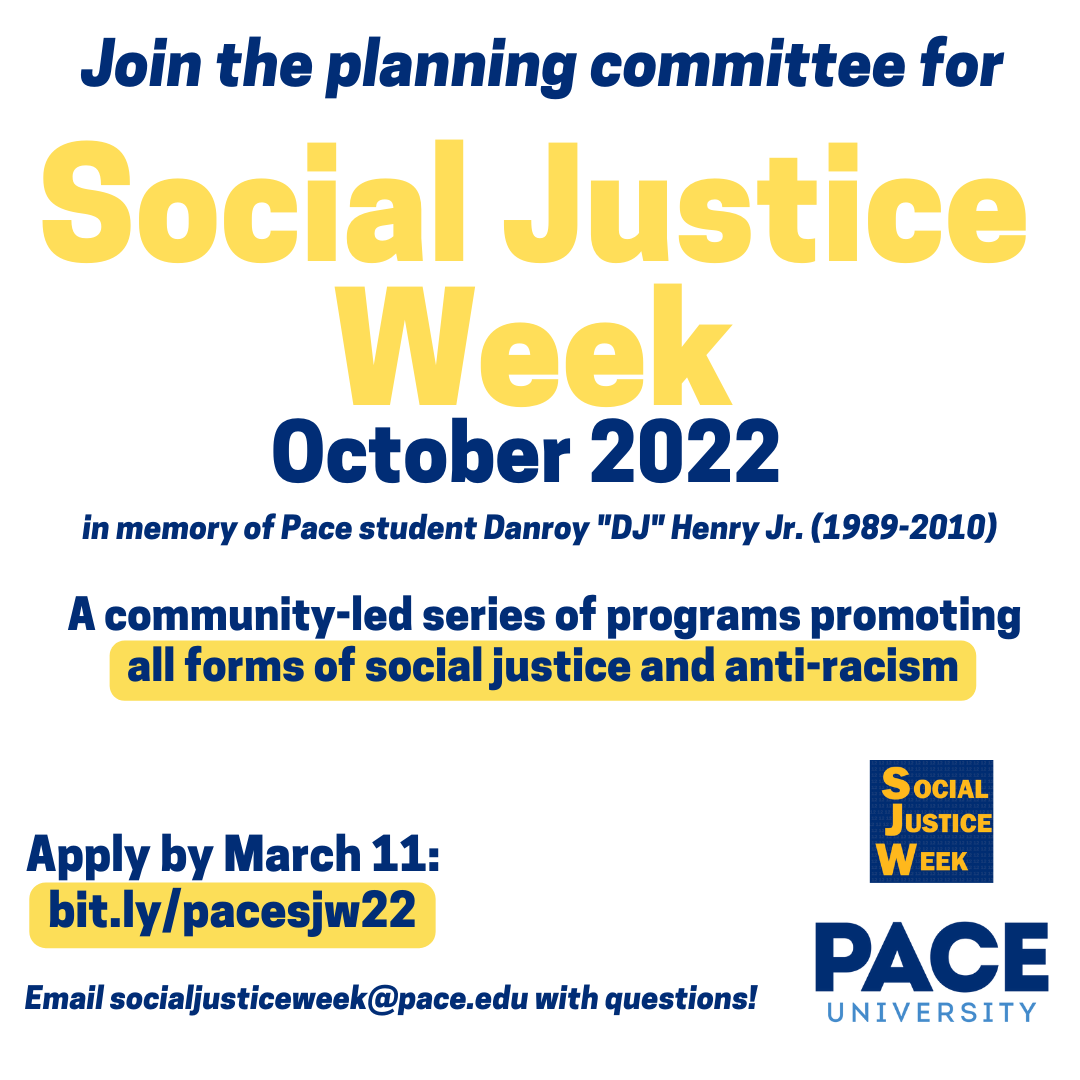 Join the planning committee for
Social Justice
Week
October 2022
in memory of Pace student Danroy "DJ" Henry Jr. (1989-2010)
A community-led series of programs promoting
all forms of social justice and anti-racism
Apply by March 11:
bit.ly/pacesjw22
Email socialjusticeweek@pace.edu with questions!
SOCIAL
JUSTICE
WEEK
PACE
UNIVERSITY